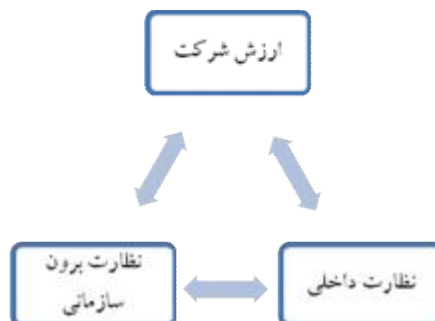 ارزش شرکت
نظارت برون
سازمانی
نظارت داخلی